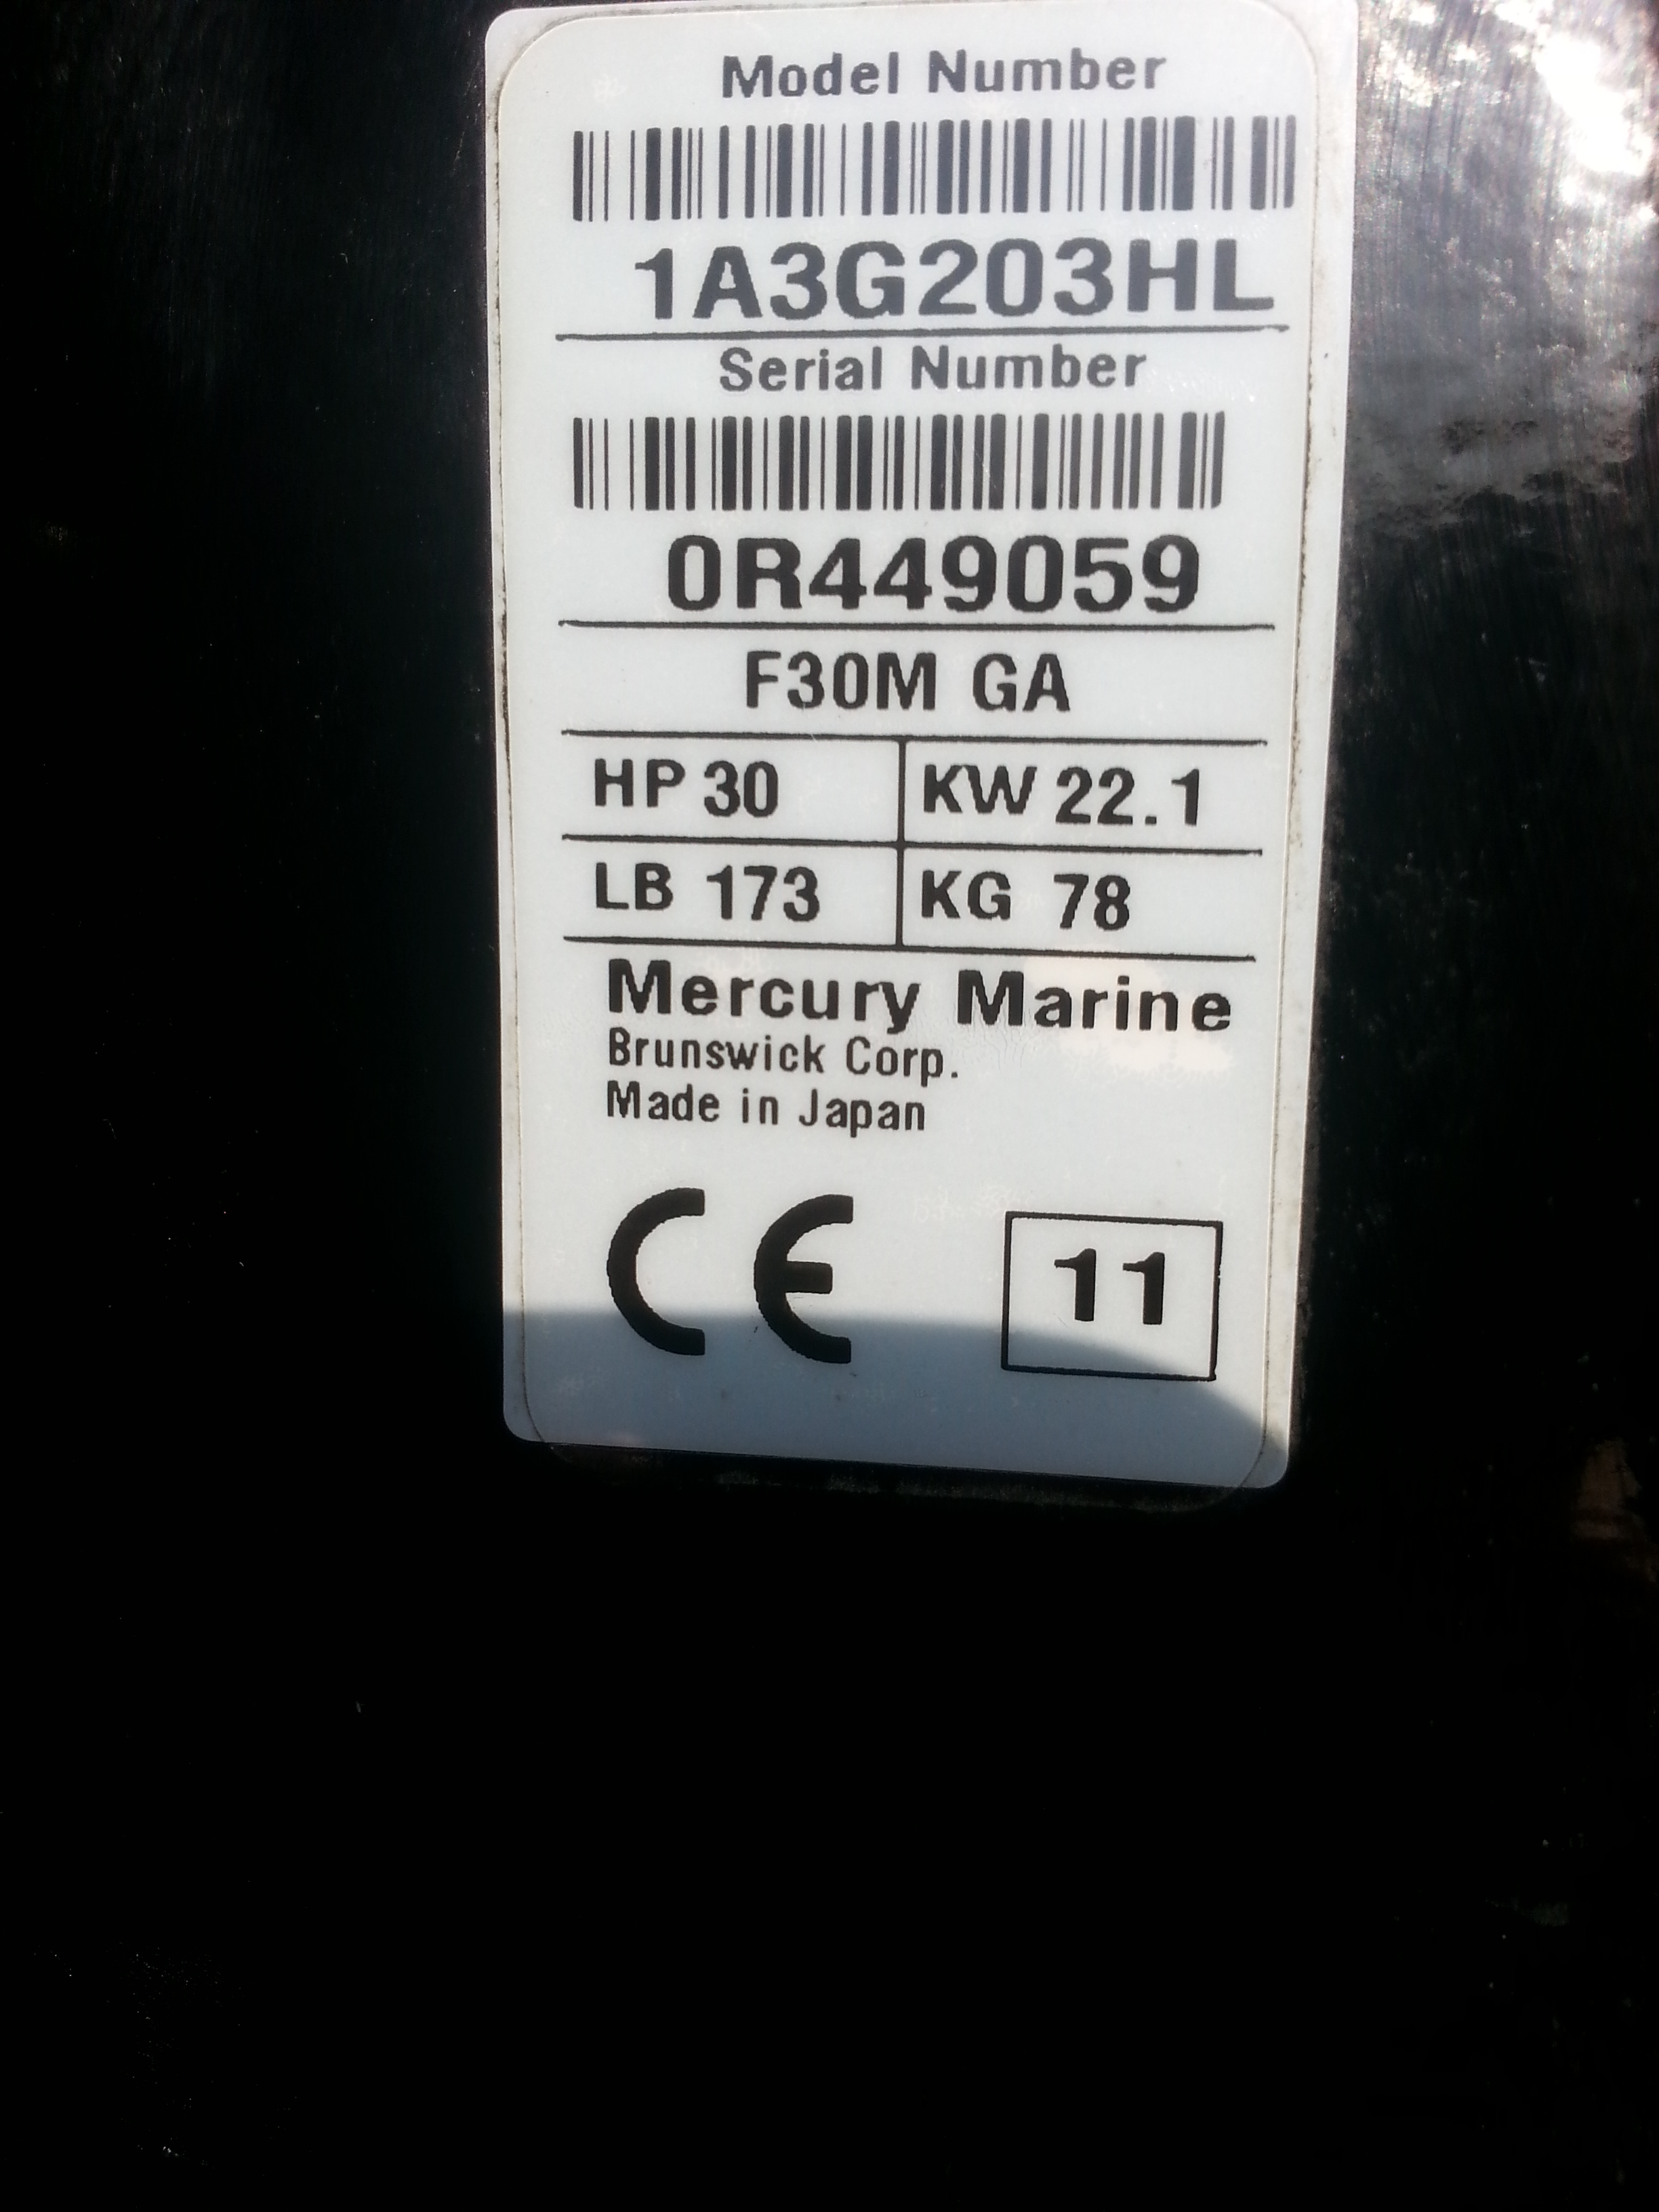 Model Number
1A3G203HL
Serial Number
0R449059
F30M GA
HP 30 KW 22.1
LB 173 KG 78
Mercury Marine
Brunswick Corp.
Made in Japan
CE 11